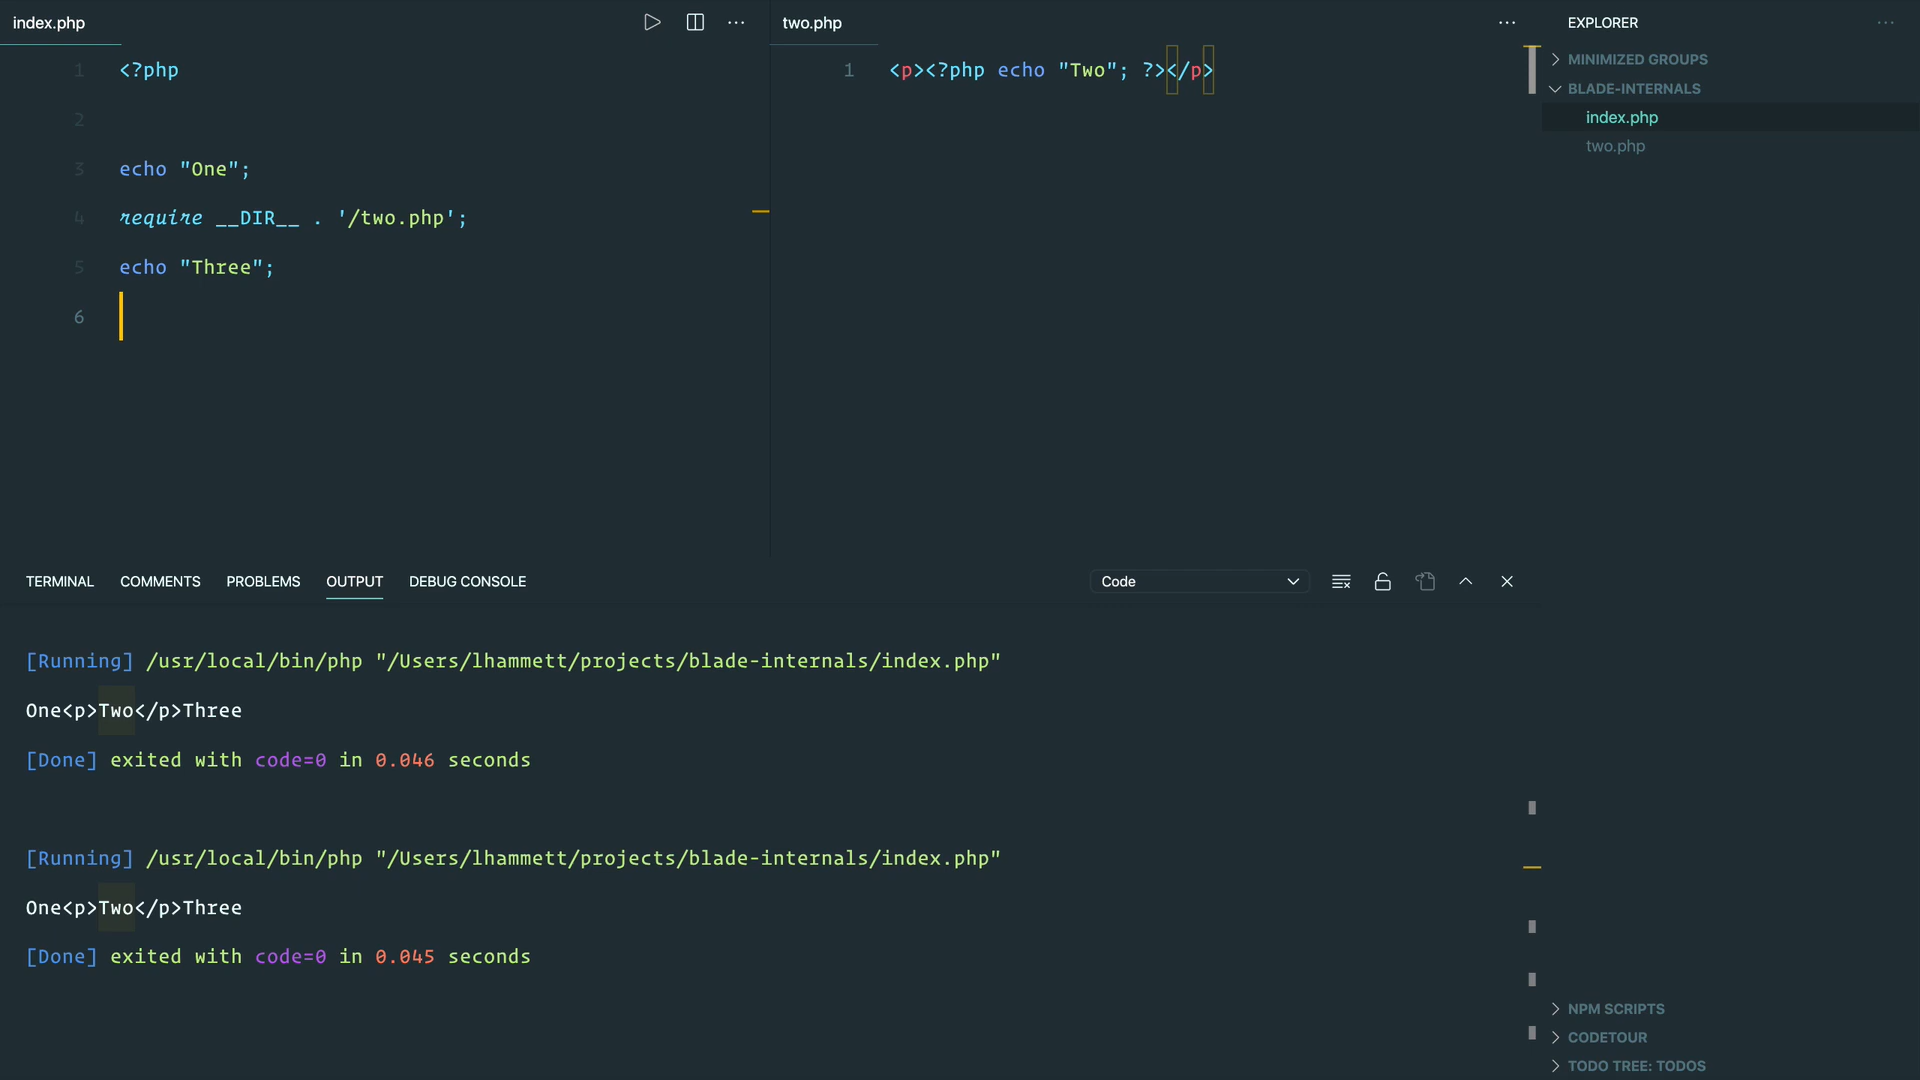 index.php
1 <?php
2
3 echo "One";
4 require __DIR__ . '/two.php';
5 echo "Three";
6
two.php
1 <p><?php echo "Two"; ?></p>
EXPLORER
MINIMIZED GROUPS
BLADE-INTERNALS
index.php
two.php
TERMINAL COMMENTS PROBLEMS OUTPUT DEBUG CONSOLE
Code
[Running] /usr/local/bin/php "/Users/lhammett/projects/blade-internals/index.php"
One<p>Two</p>Three
[Done] exited with code=0 in 0.046 seconds
[Running] /usr/local/bin/php "/Users/lhammett/projects/blade-internals/index.php"
One<p>Two</p>Three
[Done] exited with code=0 in 0.045 seconds
NPM SCRIPTS
CODETOUR
TODO TREE: TODOS